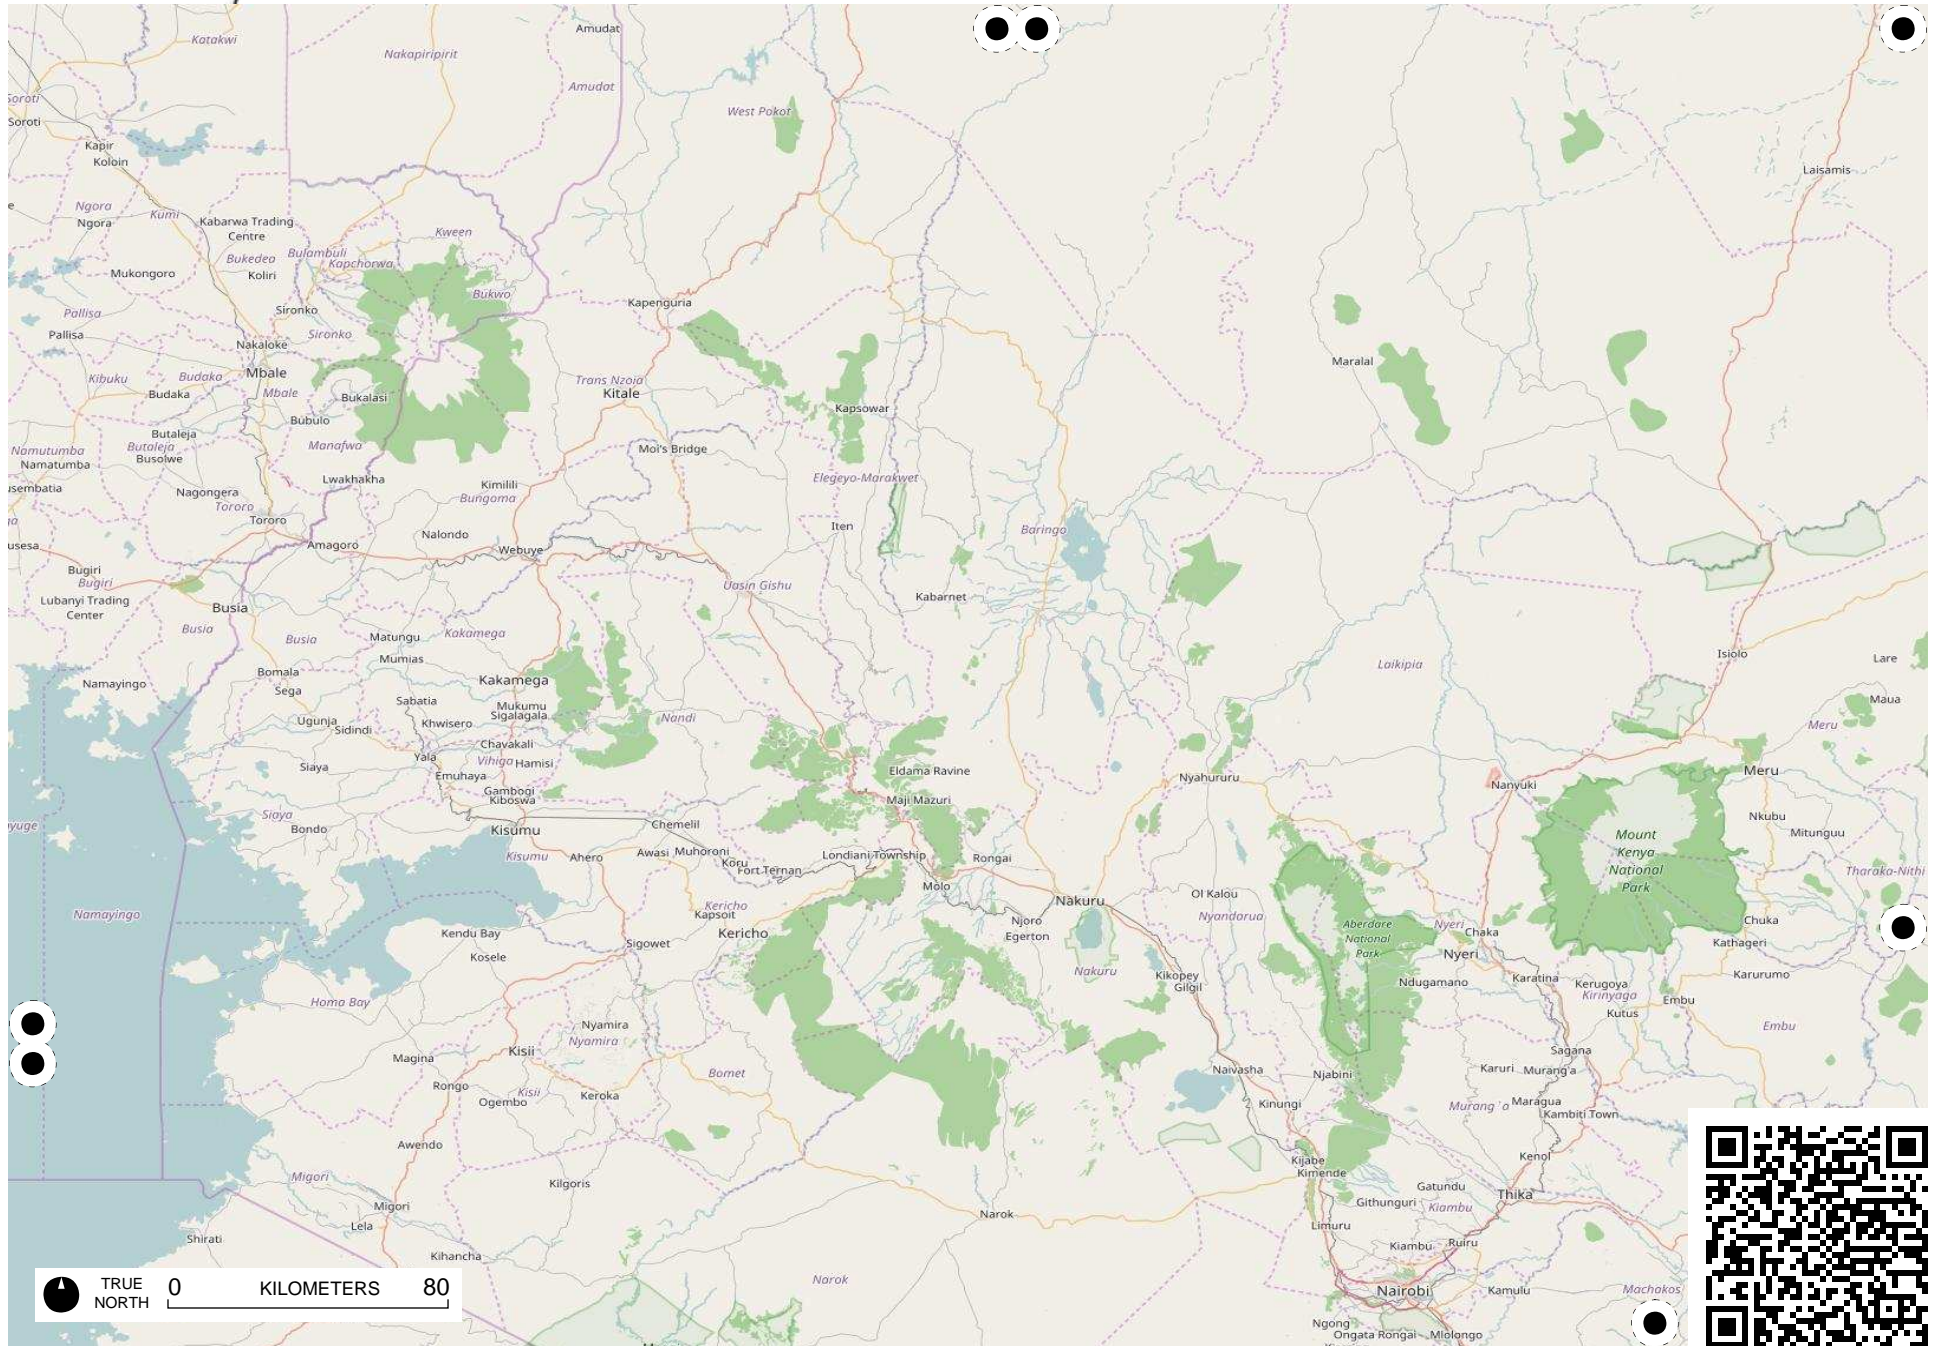 Katakwi
Amudat
Nakapiripirit
Amudat
Soroti
Soroti
West Pokot
Kapir
Koloin
Laisamis
Ngora
Ngora
Kumi
Kabarwa Trading
Centre
Kween
Bulambuli
Kapchorwa
Bukedea
Koliri
Mukongoro
Bukwo
Sironko
Kapenguria
Pallisa
Pallisa
Sironko
Nakaloke
Mbale
Maralal
Kibuku
Budaka
Budaka
Mbale
Bukalasi
Trans Nzoia
Kitale
Kapsowar
Bubulo
Butaleja
Butaleja
Busolwe
Manafwa
Moi's Bridge
Namutumba
Namatumba
Lwakhakha
Elegeyo-Marakwet
usembatia
Nagongera
Tororo
Kimilili
Bungoma
Tororo
Iten
Baringo
usesa
Amagoro
Nalondo
Webuye
Bugiri
Bugiri
Uasin Gishu
Lubanyi Trading
Center
Busia
Kabarnet
Busia
Busia
Matungu
Kakamega
Mumias
Isiolo
Lare
Laikipia
Bomala
Sega
Namayingo
Kakamega
Sabatia
Mukumu
Sigalagala
Maua
Ugunja
Sidindi
Khwisero
Nandi
Meru
Chavakali
Yala
Vihiga
Hamisi
Siaya
Emuhaya
Eldama Ravine
Nyahururu
Meru
Gambogi
Kiboswa
Maji Mazuri
Nanyuki
Siaya
Bondo
Kisumu
Chemelil
Nkubu
Mitunguu
Mount
Kenya
National
Park
Kisumu
Ahero
Awasi
Muhoroni
Koru
Fort Ternan
Londiani Township
Rongai
Tharaka-Nithi
Molo
Ol Kalou
Nakuru
Namayingo
Kericho
Kapsoit
Nyandarua
Njoro
Egerton
Aberdare
National
Park
Nyeri
Chaka
Chuka
Kendu Bay
Kericho
Sigowet
Kathageri
Kosele
Nyeri
Nakuru
Kikopey
Gilgil
Ndugamano
Karatina
Kerugoya
Kirinyaga
Karurumo
Homa Bay
Embu
Kutus
Nyamira
Nyamira
Embu
Kisii
Magina
Sagana
Bomet
Naivasha
Njabini
Karuri
Murang'a
Rongo
Kisii
Ogembo
Keroka
Kinungi
Murang`a
Maragua
Kambiti Town
Awendo
Kijabe
Kimende
Kenol
Migori
Kilgoris
Gatundu
Thika
Migori
Githunguri
Kiambu
Narok
Lela
Limuru
Shirati
Kihancha
Kiambu
Ruiru
Narok
Nairobi
Kamulu
Machakos
Ngong
Ongata Rongai
Mlolongo
TRUE
NORTH
0 KILOMETERS 80